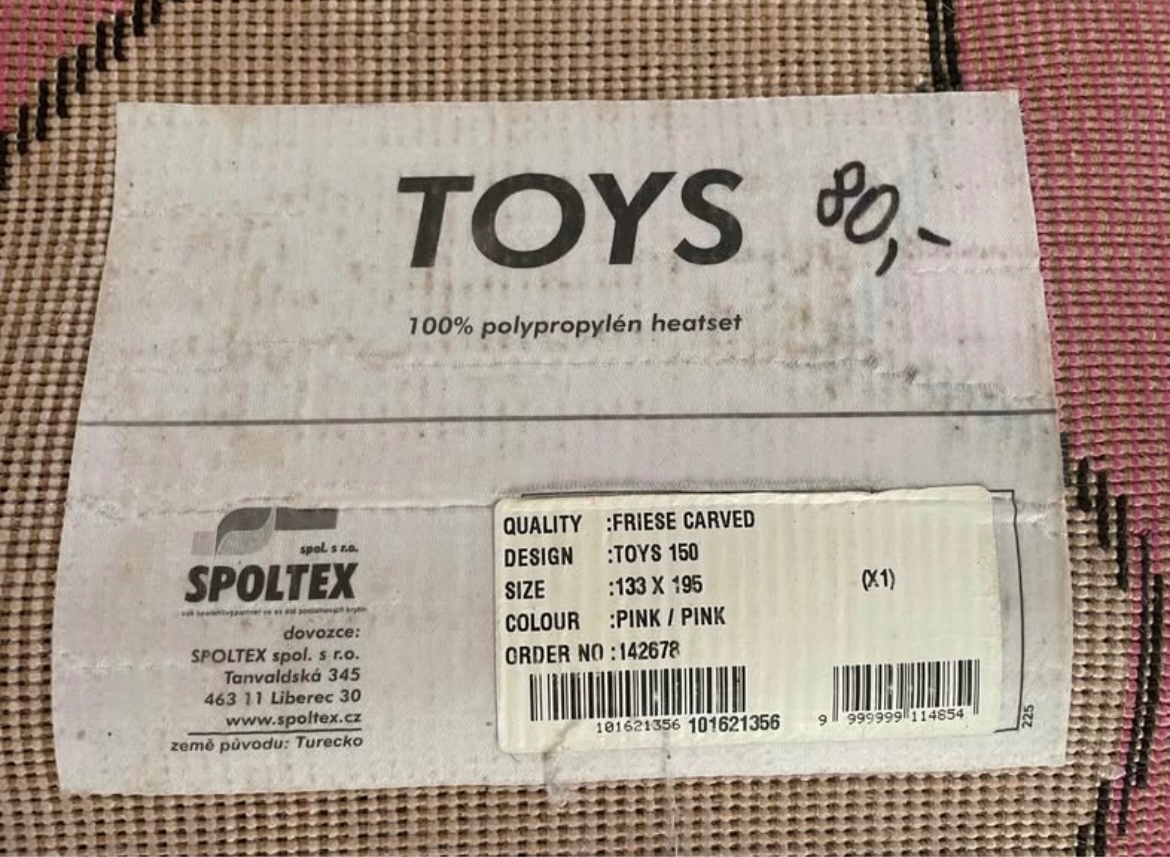 TOYS 80,-
100% polypropylén heatset
spol. s r.o.
SPOLTEX
dovozce:
SPOLTEX spol. s r.o.
Tanvaldská 345
463 11 Liberec 30
www.spoltex.cz
země původu: Turecko
QUALITY :FRIESE CARVED
DESIGN :TOYS 150
SIZE :133 X 195 (X1)
COLOUR :PINK / PINK
ORDER NO :142678
101621356 101621356
9 999999 114854
225